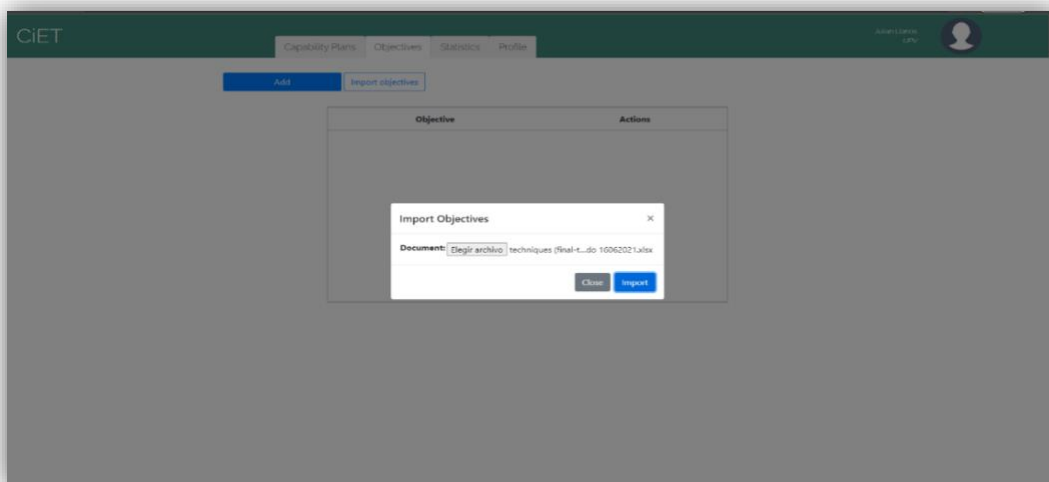 CiET
Capability Plans Objectives Statistics Profile
Add Import objectives
Objective Actions
Import Objectives ×
Document: Elegir archivo techniques (final-t...do 16062021.xlsx
Close Import